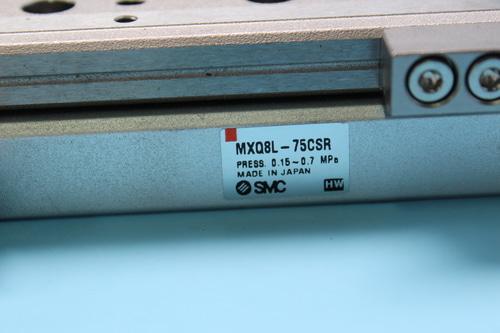 MXQ8L-75CSR
PRESS. 0.15~0.7 MPa
MADE IN JAPAN
SMC HW